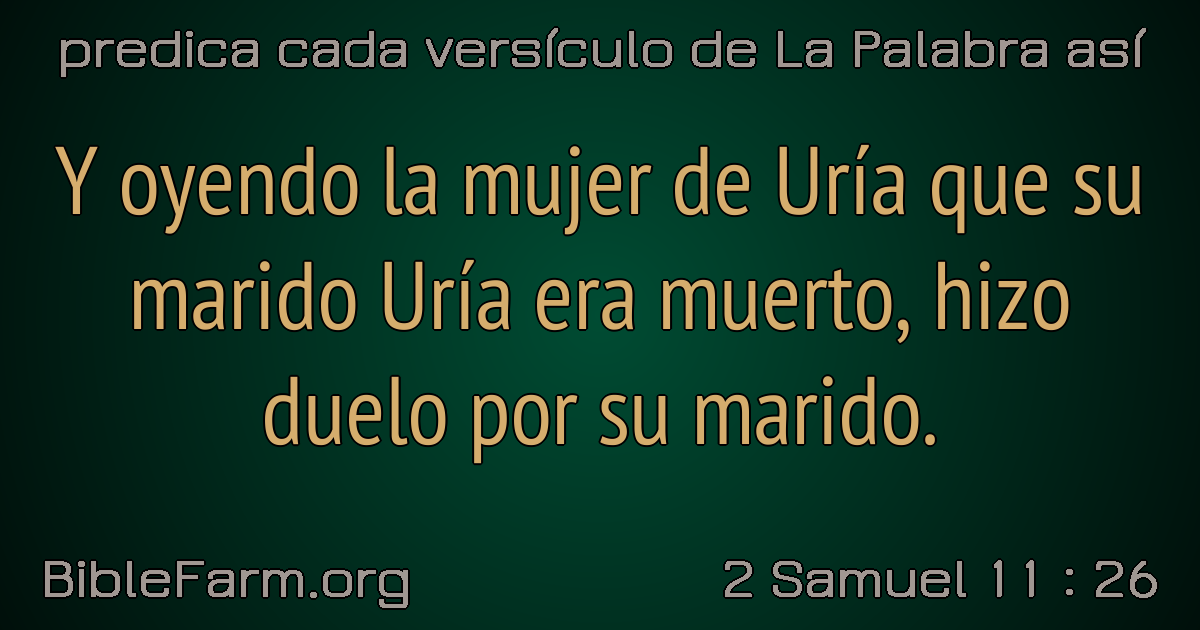 predica cada versículo de La Palabra así
Y oyendo la mujer de Uría que su
marido Uría era muerto, hizo
duelo por su marido.
BibleFarm.org
2 Samuel 11 : 26